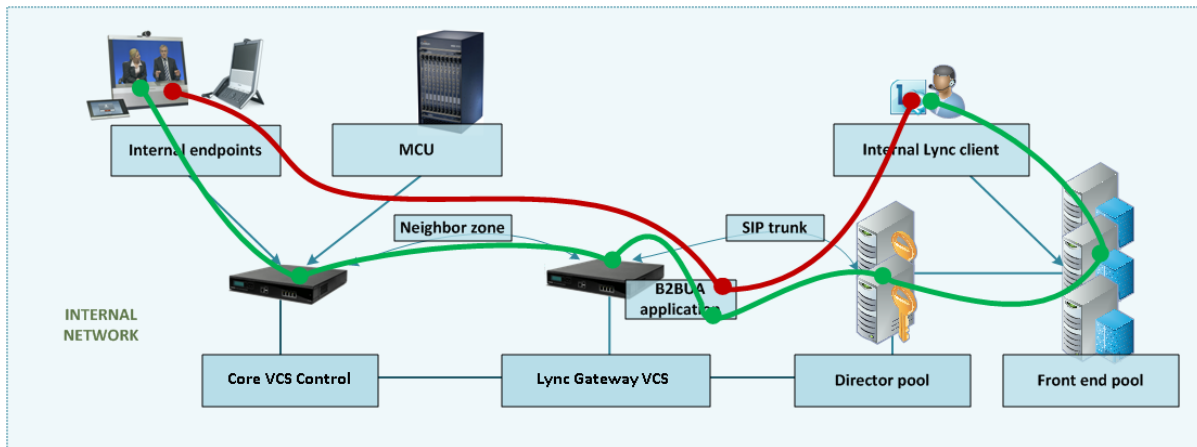 Internal endpoints
MCU
Internal Lync client
Neighbor zone
SIP trunk
B2BUA
application
INTERNAL
NETWORK
Core VCS Control
Lync Gateway VCS
Director pool
Front end pool